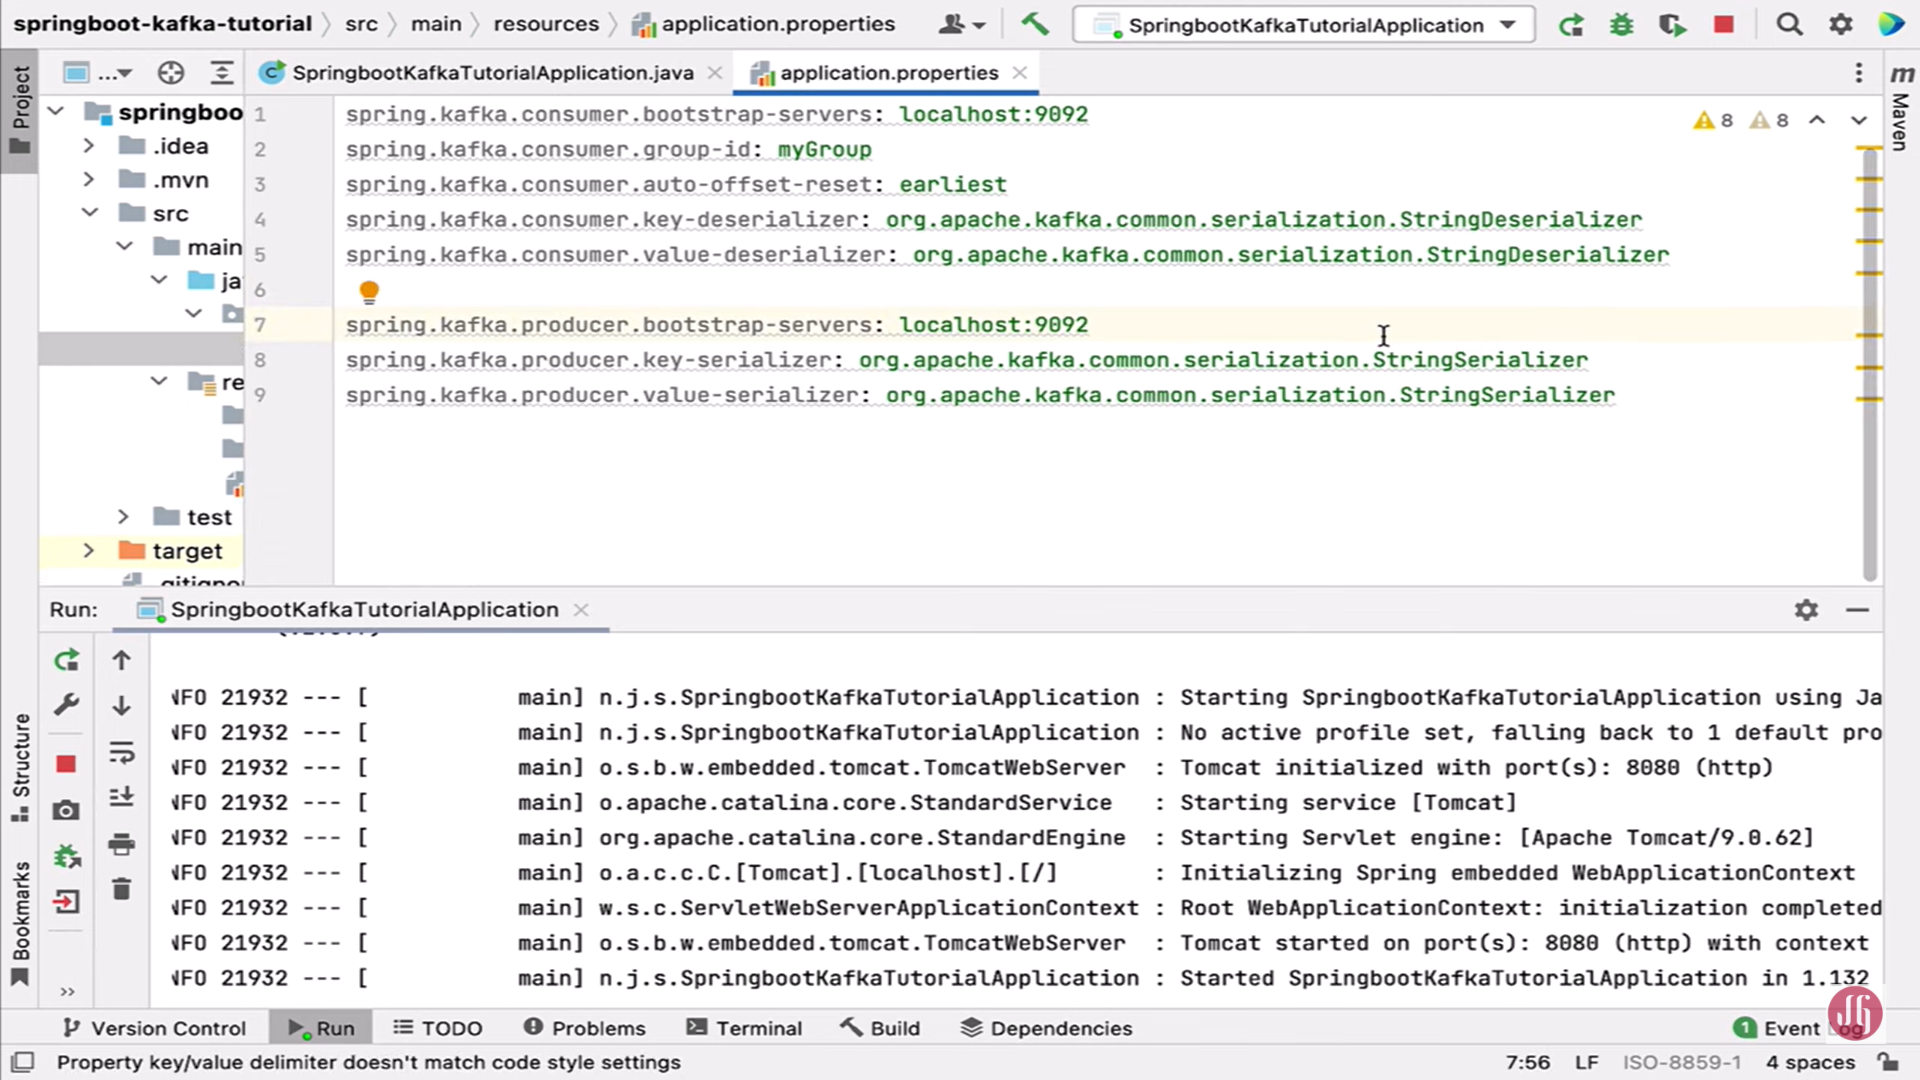 springboot-kafka-tutorial
src
main
resources
application.properties
SpringbootKafkaTutorialApplication
Project
...
SpringbootKafkaTutorialApplication.java
application.properties
Maven
springboo
.idea
.mvn
src
main
ja
re
test
target
.gitignor
1 spring.kafka.consumer.bootstrap-servers: localhost:9092
2 spring.kafka.consumer.group-id: myGroup
3 spring.kafka.consumer.auto-offset-reset: earliest
4 spring.kafka.consumer.key-deserializer: org.apache.kafka.common.serialization.StringDeserializer
5 spring.kafka.consumer.value-deserializer: org.apache.kafka.common.serialization.StringDeserializer
6
7 spring.kafka.producer.bootstrap-servers: localhost:9092
8 spring.kafka.producer.key-serializer: org.apache.kafka.common.serialization.StringSerializer
9 spring.kafka.producer.value-serializer: org.apache.kafka.common.serialization.StringSerializer
8 8
Run: SpringbootKafkaTutorialApplication
NFO 21932 --- [ main] n.j.s.SpringbootKafkaTutorialApplication : Starting SpringbootKafkaTutorialApplication using Ja
NFO 21932 --- [ main] n.j.s.SpringbootKafkaTutorialApplication : No active profile set, falling back to 1 default pro
NFO 21932 --- [ main] o.s.b.w.embedded.tomcat.TomcatWebServer : Tomcat initialized with port(s): 8080 (http)
NFO 21932 --- [ main] o.apache.catalina.core.StandardService : Starting service [Tomcat]
NFO 21932 --- [ main] org.apache.catalina.core.StandardEngine : Starting Servlet engine: [Apache Tomcat/9.0.62]
NFO 21932 --- [ main] o.a.c.c.C.[Tomcat].[localhost].[/] : Initializing Spring embedded WebApplicationContext
NFO 21932 --- [ main] w.s.c.ServletWebServerApplicationContext : Root WebApplicationContext: initialization completed
NFO 21932 --- [ main] o.s.b.w.embedded.tomcat.TomcatWebServer : Tomcat started on port(s): 8080 (http) with context
NFO 21932 --- [ main] n.j.s.SpringbootKafkaTutorialApplication : Started SpringbootKafkaTutorialApplication in 1.132
Structure
Bookmarks
Version Control
Run
TODO
Problems
Terminal
Build
Dependencies
1 Event
JG
Property key/value delimiter doesn't match code style settings
7:56 LF ISO-8859-1 4 spaces